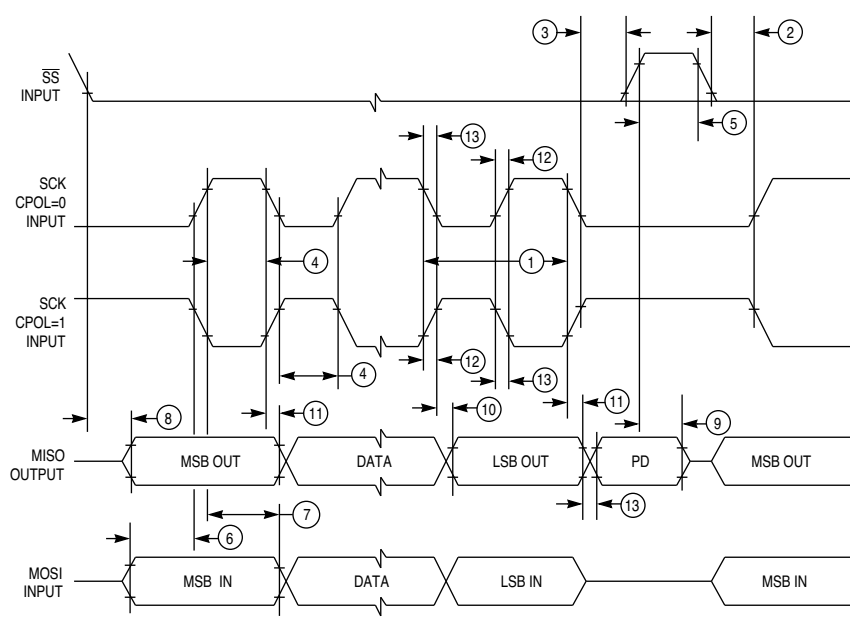 3
2
SS
INPUT
5
13
12
SCK
CPOL=0
INPUT
4
1
SCK
CPOL=1
INPUT
12
4
13
8
11
10
11
9
MISO
OUTPUT
MSB OUT
DATA
LSB OUT
PD
MSB OUT
13
7
6
MOSI
INPUT
MSB IN
DATA
LSB IN
MSB IN